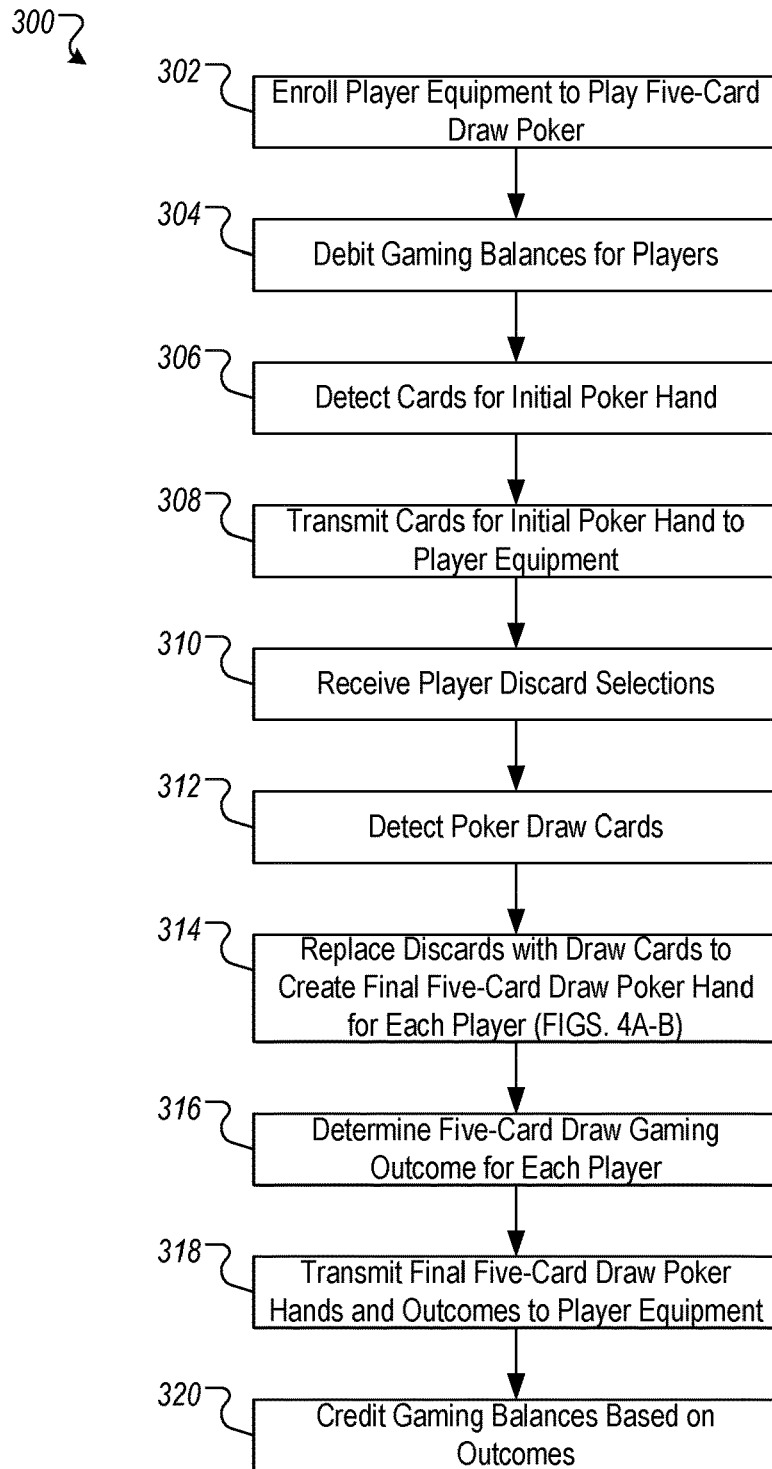 300
302
Enroll Player Equipment to Play Five-Card
Draw Poker
304
Debit Gaming Balances for Players
306
Detect Cards for Initial Poker Hand
308
Transmit Cards for Initial Poker Hand to
Player Equipment
310
Receive Player Discard Selections
312
Detect Poker Draw Cards
314
Replace Discards with Draw Cards to
Create Final Five-Card Draw Poker Hand
for Each Player (FIGS. 4A-B)
316
Determine Five-Card Draw Gaming
Outcome for Each Player
318
Transmit Final Five-Card Draw Poker
Hands and Outcomes to Player Equipment
320
Credit Gaming Balances Based on
Outcomes